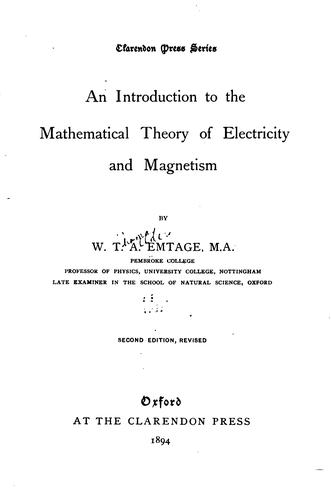 Clarendon Press Series
An Introduction to the
Mathematical Theory of Electricity
and Magnetism
BY
W. T. A. EMTAGE, M.A.
PEMBROKE COLLEGE
PROFESSOR OF PHYSICS, UNIVERSITY COLLEGE, NOTTINGHAM
LATE EXAMINER IN THE SCHOOL OF NATURAL SCIENCE, OXFORD
SECOND EDITION, REVISED
Oxford
AT THE CLARENDON PRESS
1894